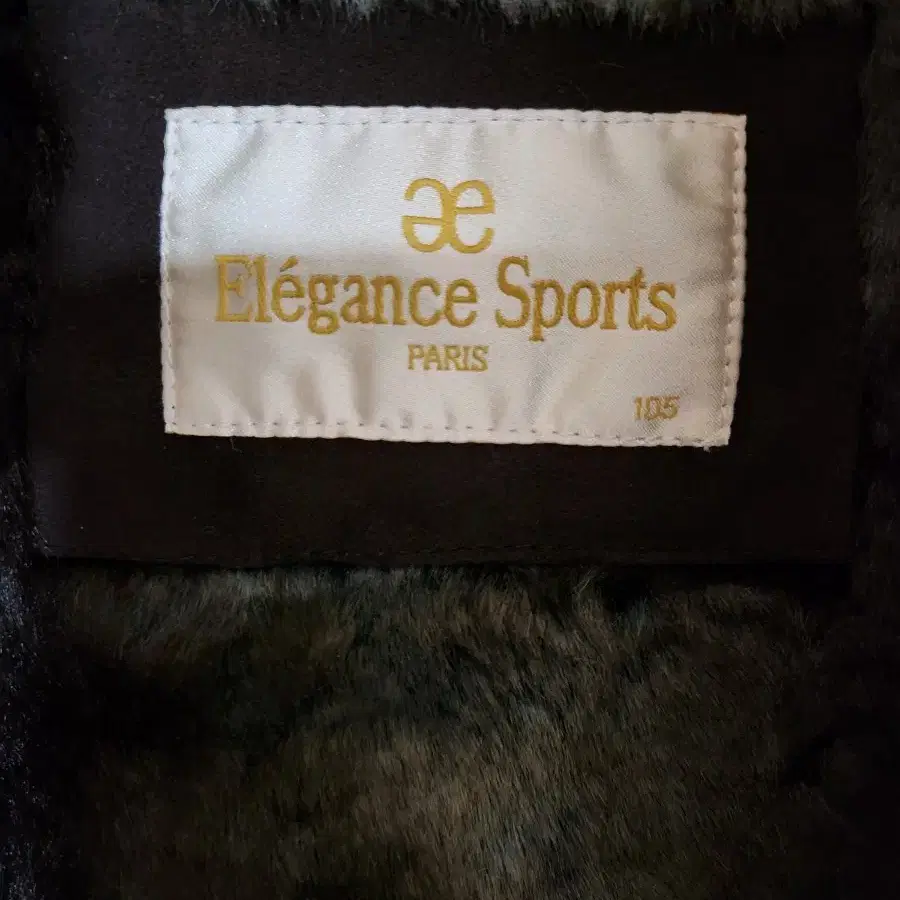 æ
Elégance Sports
PARIS
105